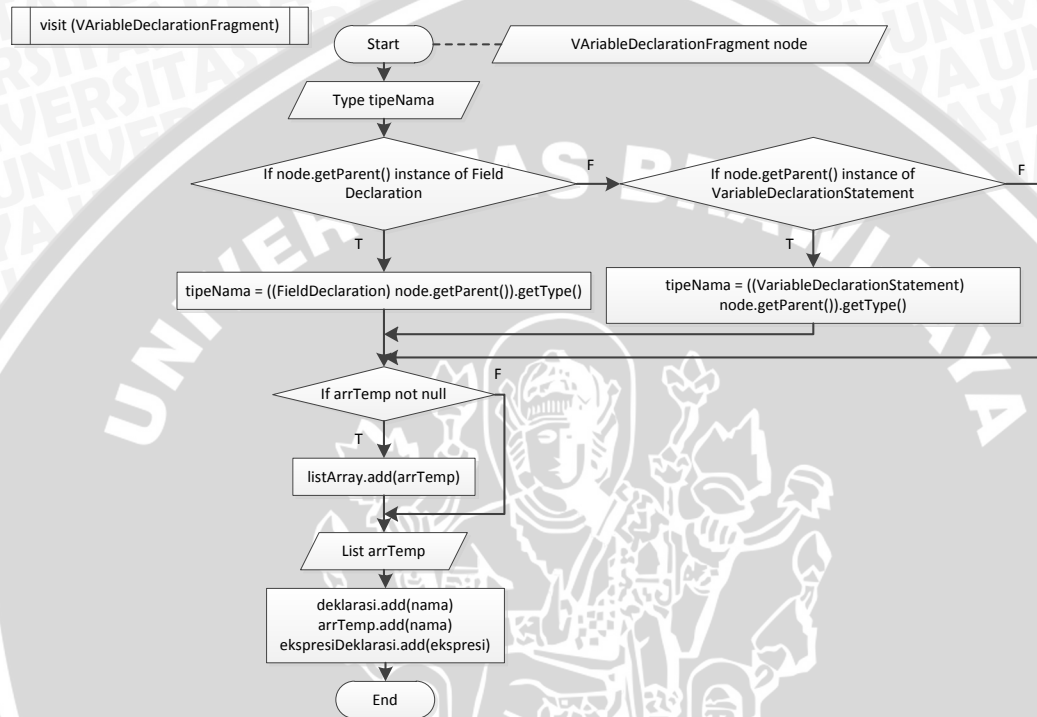 visit (VAriableDeclarationFragment)
Start
VAriableDeclarationFragment node
Type tipeNama
If node.getParent() instance of Field
Declaration
F
If node.getParent() instance of
VariableDeclarationStatement
F
T
T
tipeNama = ((FieldDeclaration) node.getParent()).getType()
tipeNama = ((VariableDeclarationStatement)
node.getParent()).getType()
If arrTemp not null
F
T
listArray.add(arrTemp)
List arrTemp
deklarasi.add(nama)
arrTemp.add(nama)
ekspresiDeklarasi.add(ekspresi)
End